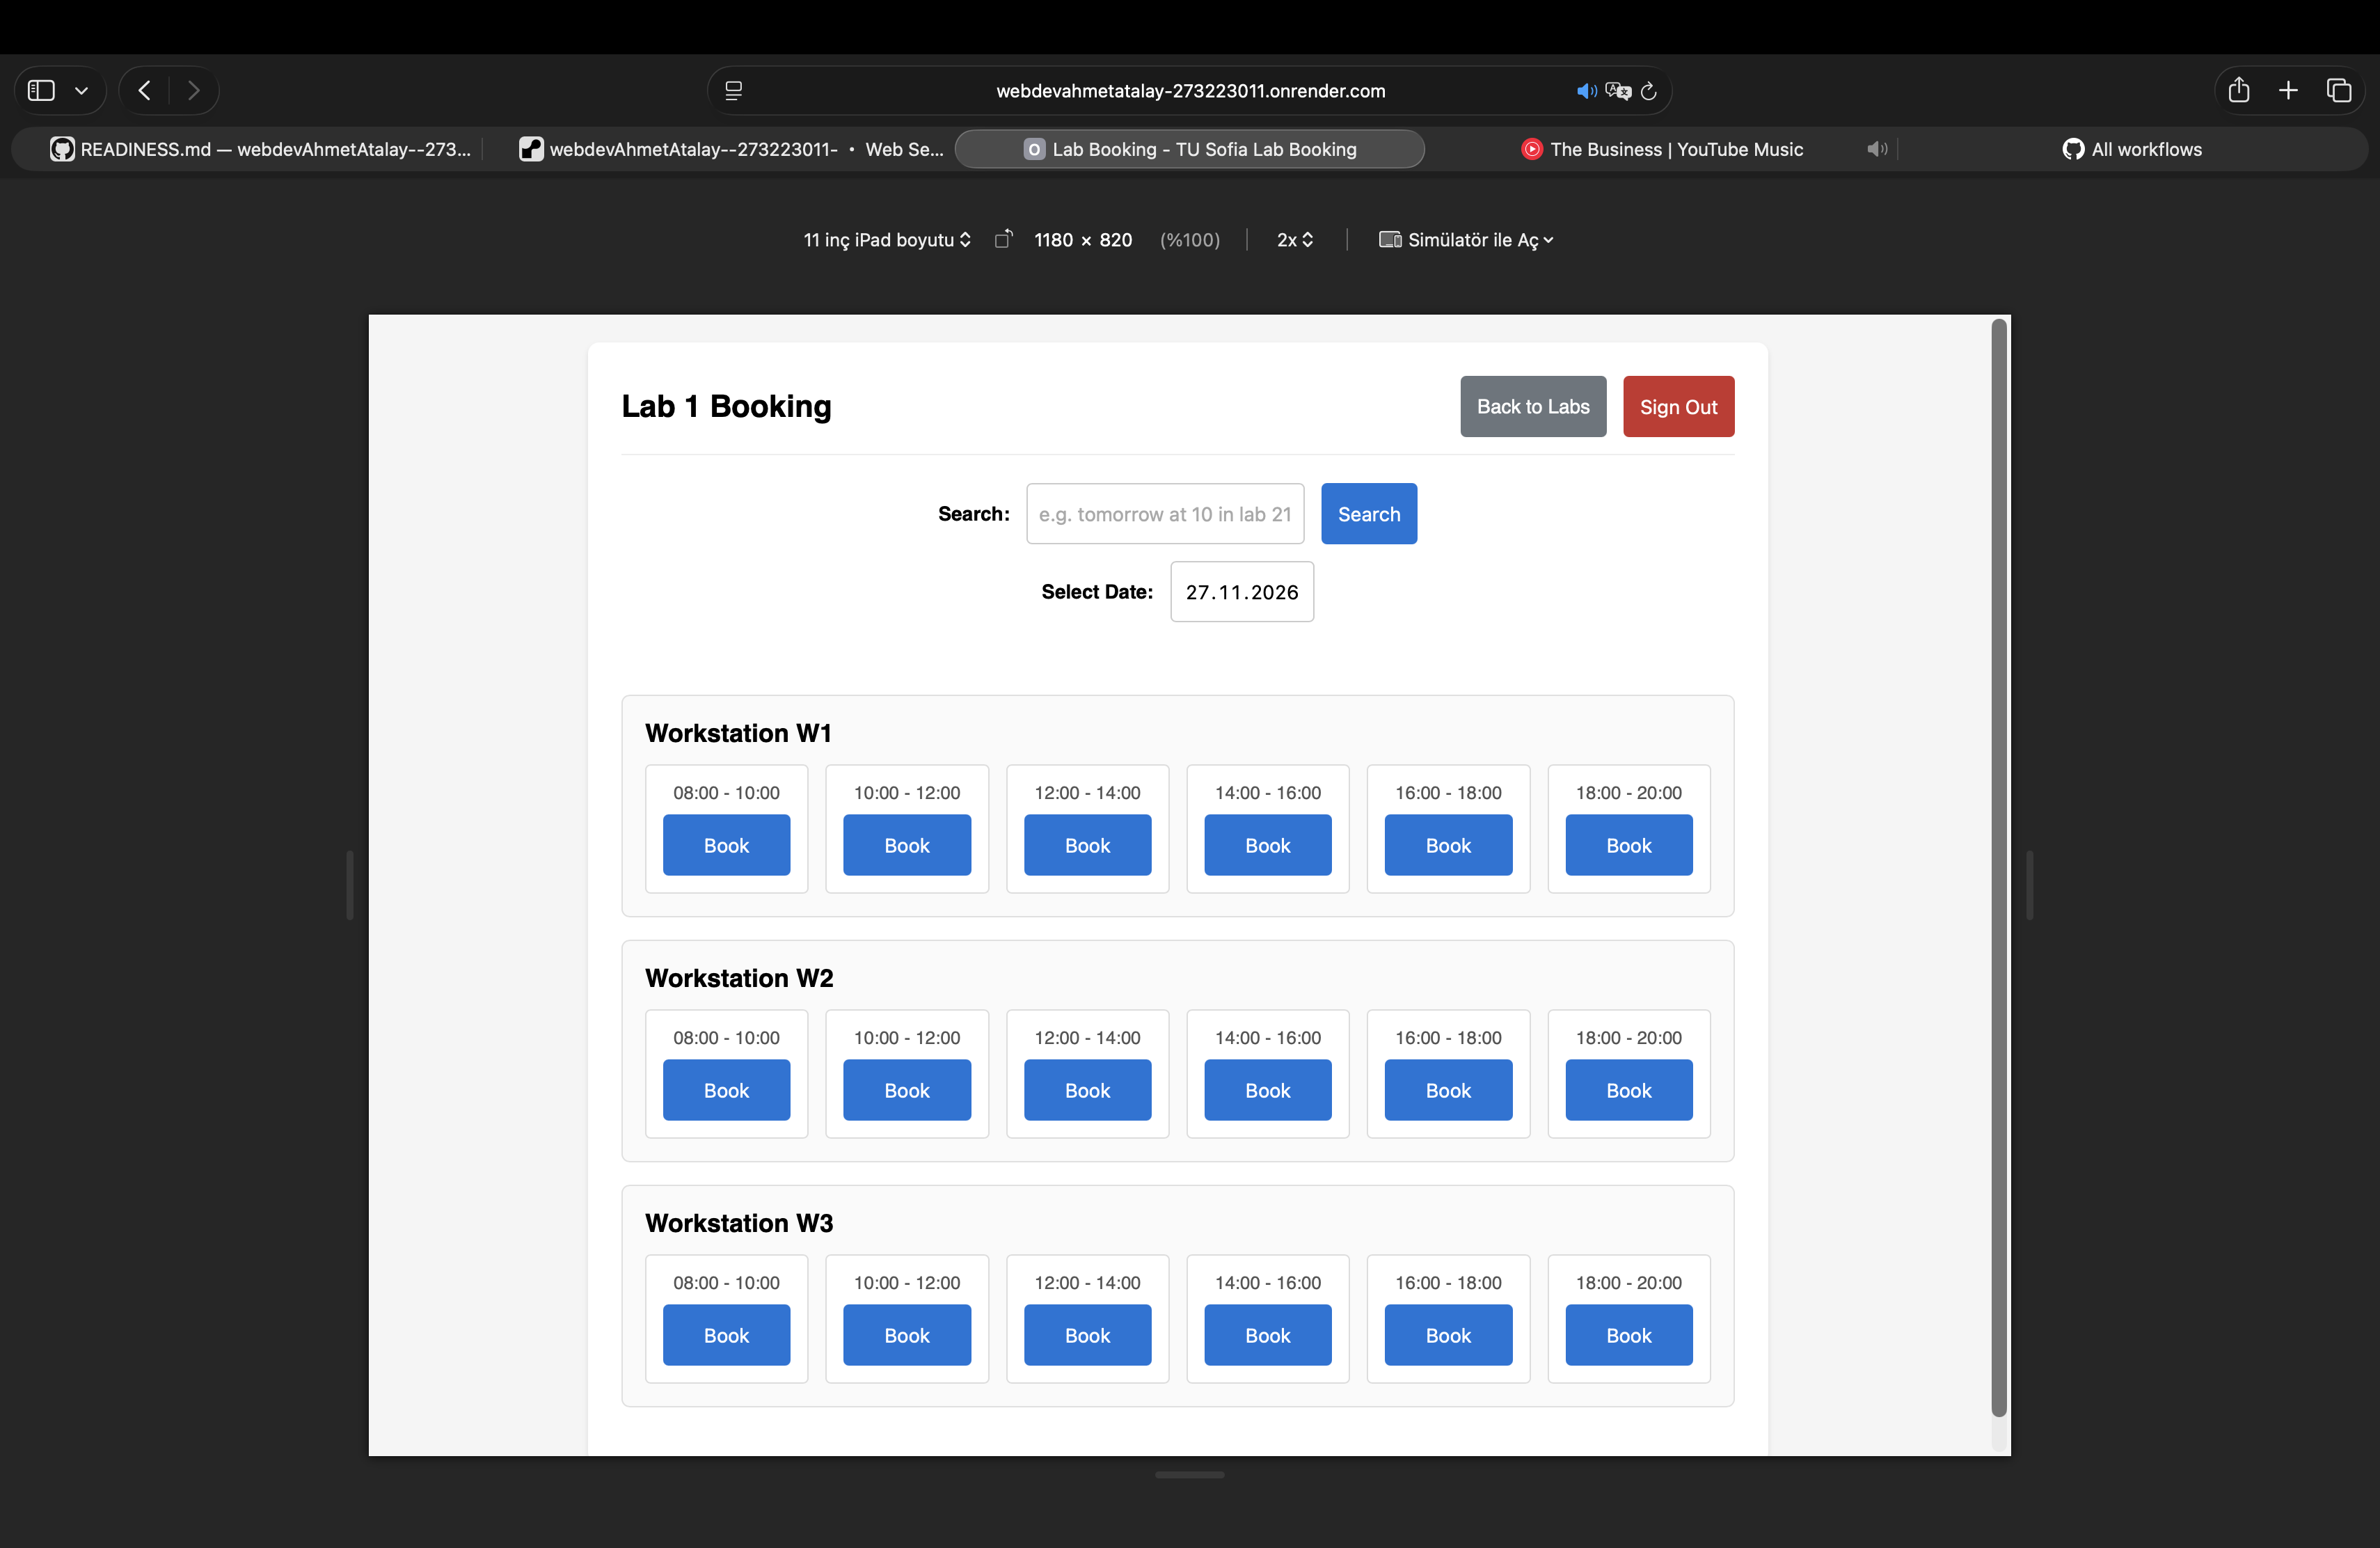 webdevahmetatalay-273223011.onrender.com
READINESS.md — webdevAhmetAtalay--273...
webdevAhmetAtalay--273223011- • Web Se...
Lab Booking - TU Sofia Lab Booking
The Business | YouTube Music
All workflows
11 inç iPad boyutu 1180 × 820 (%100) 2x Simülatör ile Aç
Lab 1 Booking
Back to Labs
Sign Out
Search: e.g. tomorrow at 10 in lab 21 Search
Select Date: 27.11.2026
Workstation W1
08:00 - 10:00 10:00 - 12:00 12:00 - 14:00 14:00 - 16:00 16:00 - 18:00 18:00 - 20:00
Book Book Book Book Book Book
Workstation W2
08:00 - 10:00 10:00 - 12:00 12:00 - 14:00 14:00 - 16:00 16:00 - 18:00 18:00 - 20:00
Book Book Book Book Book Book
Workstation W3
08:00 - 10:00 10:00 - 12:00 12:00 - 14:00 14:00 - 16:00 16:00 - 18:00 18:00 - 20:00
Book Book Book Book Book Book